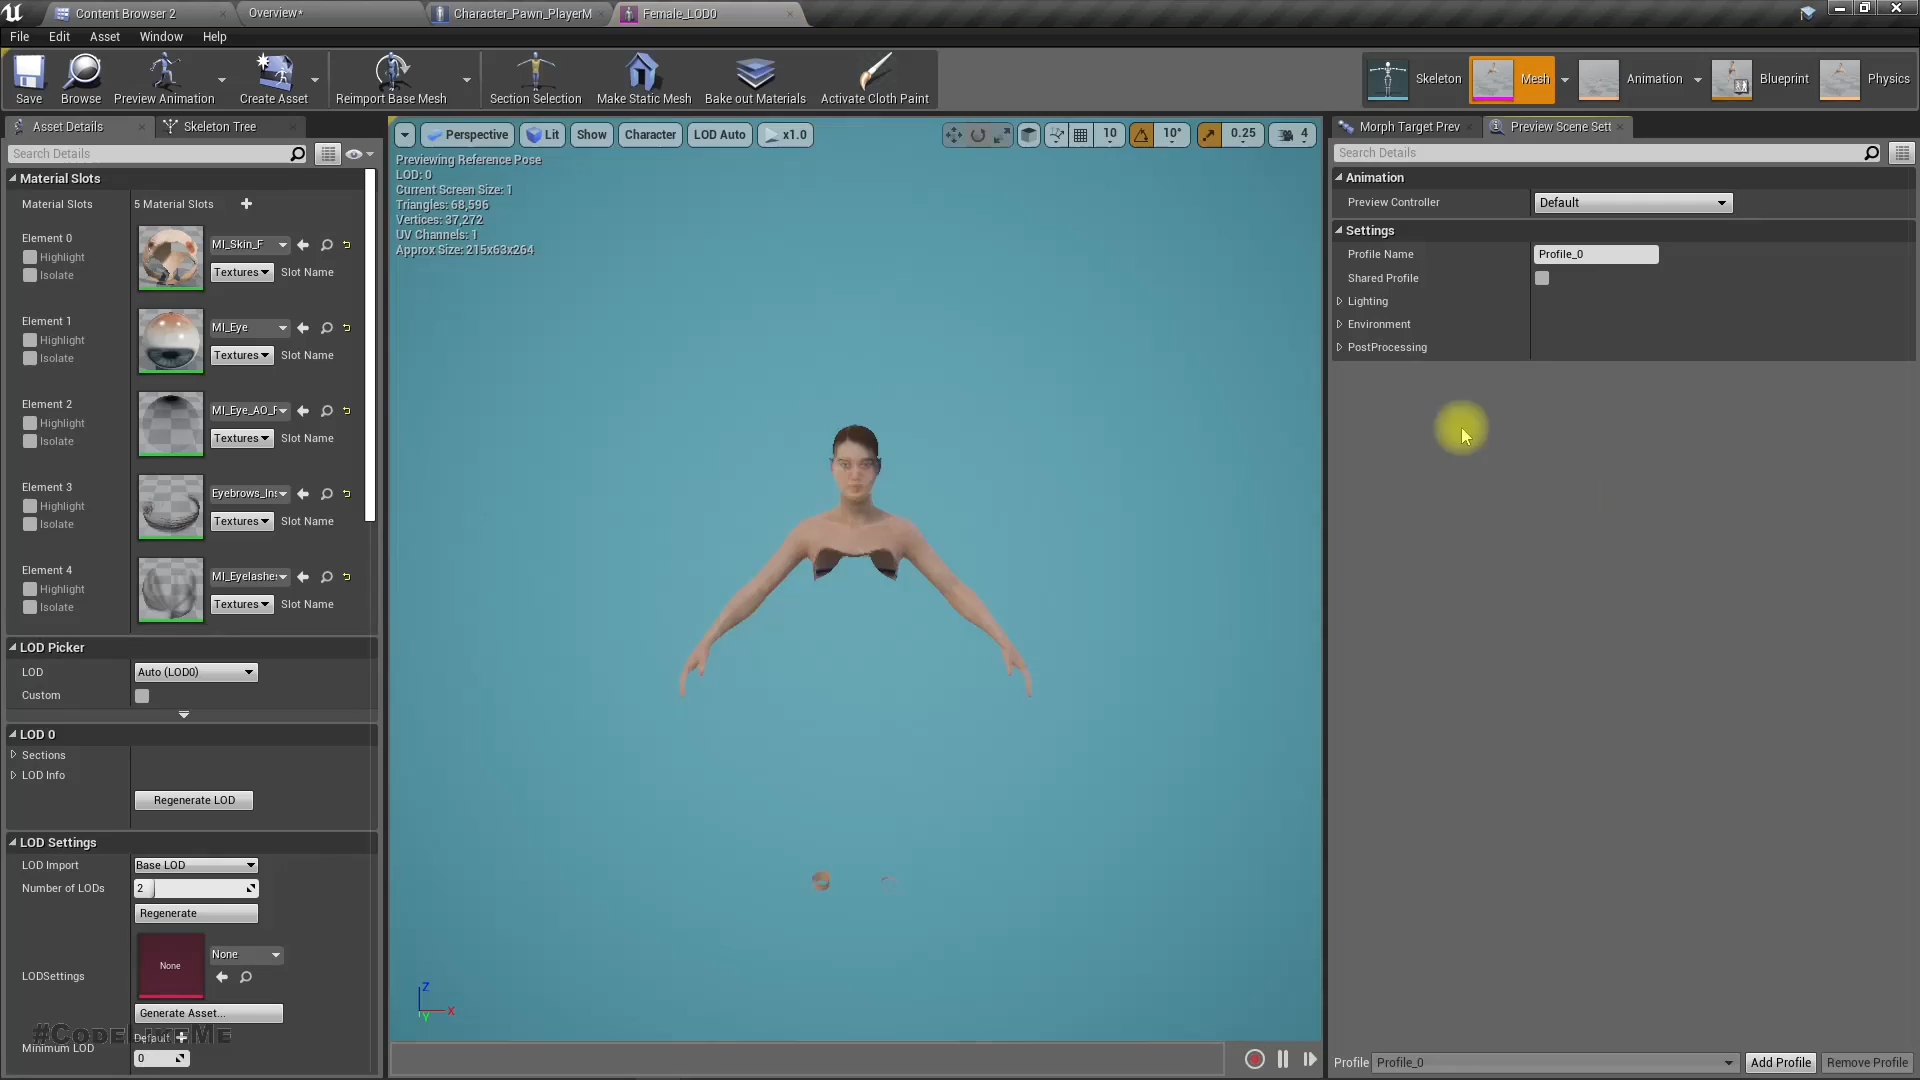 Content Browser 2
Overview*
Character_Pawn_PlayerM
Female_LOD0
File
Edit
Asset
Window
Help
Save
Browse
Preview Animation
Create Asset
Reimport Base Mesh
Section Selection
Make Static Mesh
Bake out Materials
Activate Cloth Paint
Skeleton
Mesh
Animation
Blueprint
Physics
Asset Details
Skeleton Tree
Search Details
Material Slots
Material Slots
5 Material Slots
Element 0
Highlight
Isolate
MI_Skin_F
Textures
Slot Name
Element 1
Highlight
Isolate
MI_Eye
Textures
Slot Name
Element 2
Highlight
Isolate
MI_Eye_AO_F
Textures
Slot Name
Element 3
Highlight
Isolate
Eyebrows_Ins
Textures
Slot Name
Element 4
Highlight
Isolate
MI_Eyelashes
Textures
Slot Name
LOD Picker
LOD
Auto (LOD0)
Custom
LOD 0
Sections
LOD Info
Regenerate LOD
LOD Settings
LOD Import
Base LOD
Number of LODs
2
Regenerate
LODSettings
None
None
Generate Asset...
Default
Minimum LOD
0
#CodeLikeMe
Perspective
Lit
Show
Character
LOD Auto
x1.0
10
10°
0.25
4
Previewing Reference Pose
LOD: 0
Current Screen Size: 1
Triangles: 68,596
Vertices: 37,272
UV Channels: 1
Approx Size: 215x63x264
Z
X
Y
Morph Target Prev
Preview Scene Sett
Search Details
Animation
Preview Controller
Default
Settings
Profile Name
Profile_0
Shared Profile
Lighting
Environment
PostProcessing
Profile
Profile_0
Add Profile
Remove Profile